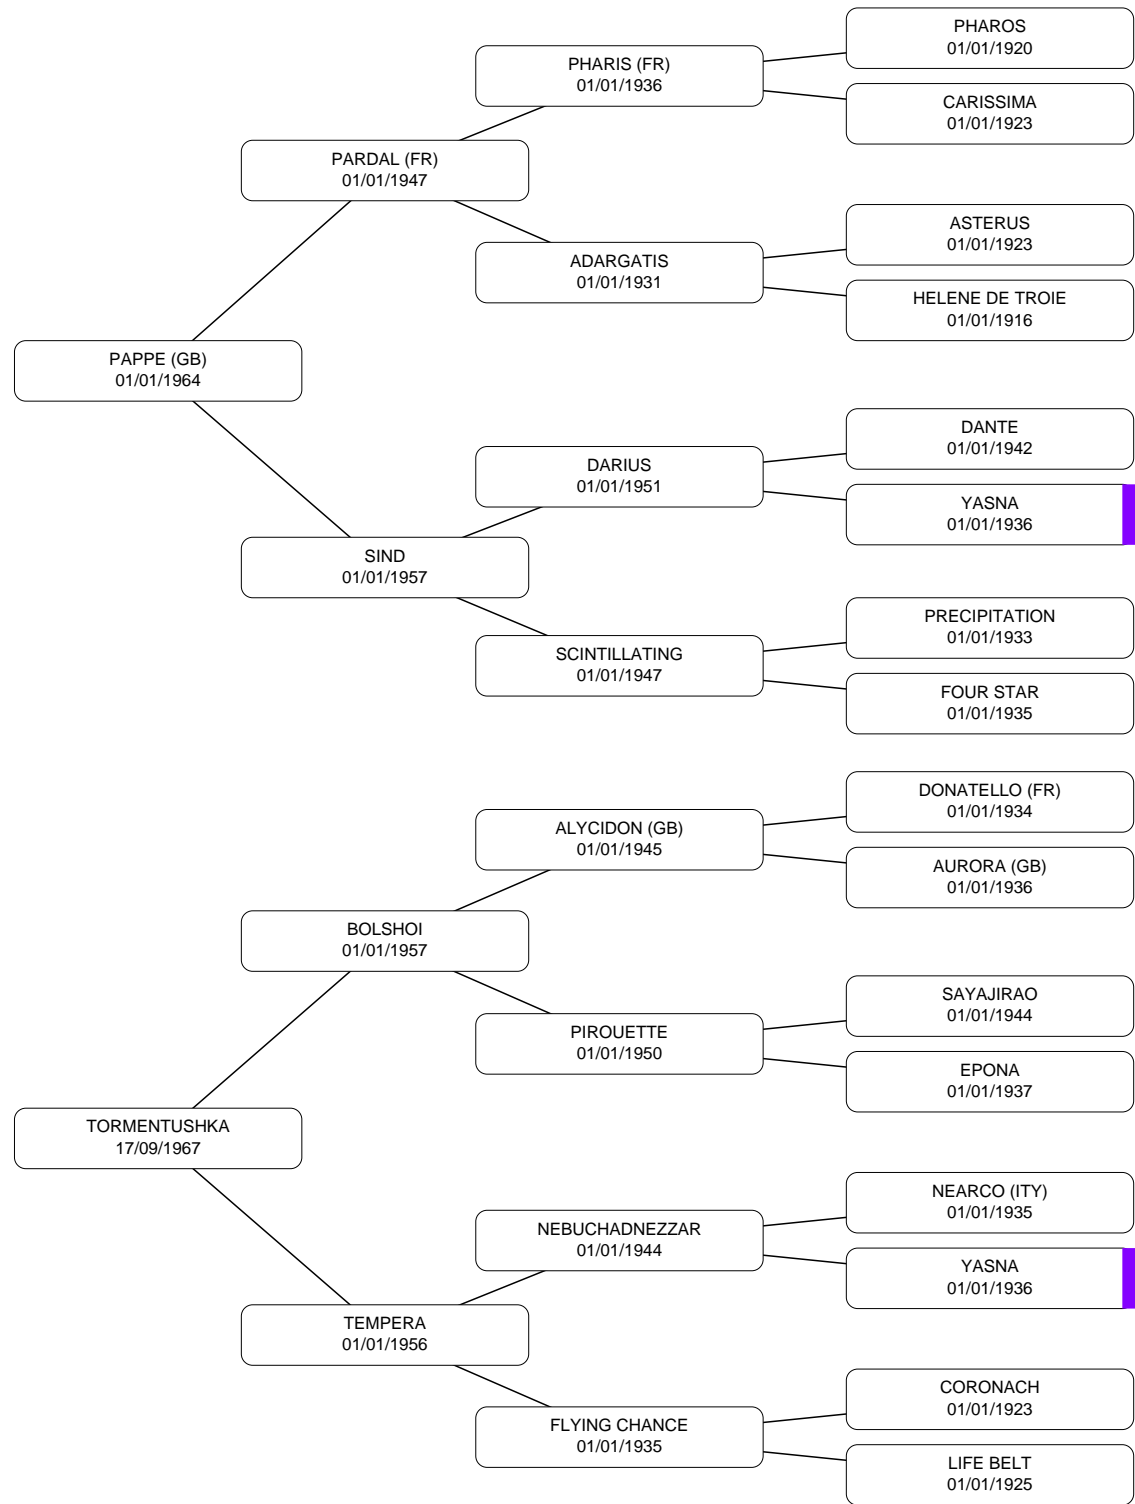 PHAROS
01/01/1920
PHARIS (FR)
01/01/1936
CARISSIMA
01/01/1923
PARDAL (FR)
01/01/1947
ASTERUS
01/01/1923
ADARGATIS
01/01/1931
HELENE DE TROIE
01/01/1916
PAPPE (GB)
01/01/1964
DANTE
01/01/1942
DARIUS
01/01/1951
YASNA
01/01/1936
SIND
01/01/1957
PRECIPITATION
01/01/1933
SCINTILLATING
01/01/1947
FOUR STAR
01/01/1935
DONATELLO (FR)
01/01/1934
ALYCIDON (GB)
01/01/1945
AURORA (GB)
01/01/1936
BOLSHOI
01/01/1957
SAYAJIRAO
01/01/1944
PIROUETTE
01/01/1950
EPONA
01/01/1937
TORMENTUSHKA
17/09/1967
NEARCO (ITY)
01/01/1935
NEBUCHADNEZZAR
01/01/1944
YASNA
01/01/1936
TEMPERA
01/01/1956
CORONACH
01/01/1923
FLYING CHANCE
01/01/1935
LIFE BELT
01/01/1925